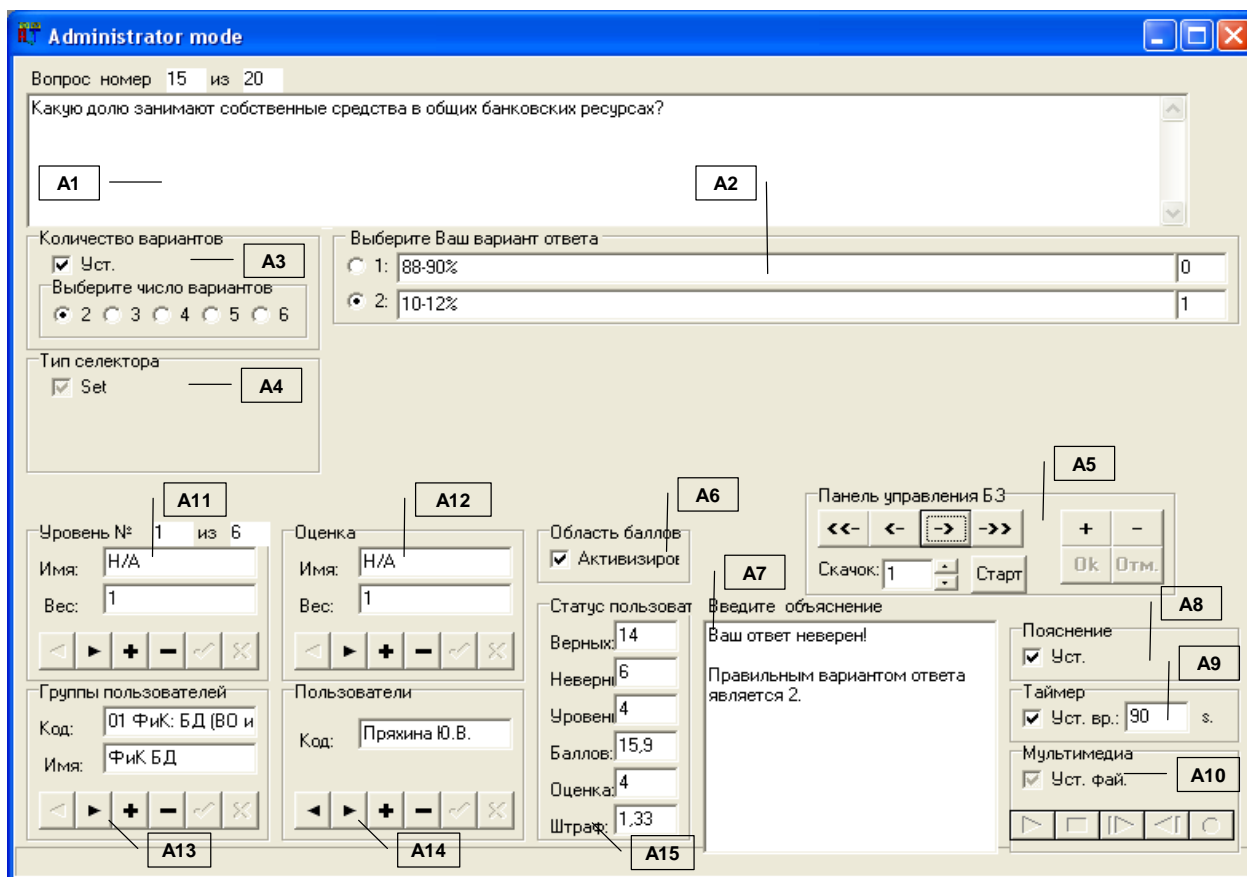 Administrator mode
Вопрос номер 15 из 20
Какую долю занимают собственные средства в общих банковских ресурсах?
A1
A2
Количество вариантов
Уст.
A3
Выберите число вариантов
2 3 4 5 6
Выберите Ваш вариант ответа
1: 88-90% 0
2: 10-12% 1
Тип селектора
Set
A4
A5
A11
A12
A6
Панель управления БЗ
<<- <- -> ->> + -
Скачок: 1 Старт Ok Отм.
Уровень № 1 из 6
Имя: Н/А
Вес: 1
Оценка
Имя: Н/А
Вес: 1
Область баллов
Активизиров
A7
A8
Статус пользоват
Верных: 14
Неверны 6
Уровень 4
Баллов: 15,9
Оценка: 4
Штраф: 1,33
Введите объяснение
Ваш ответ неверен!
Правильным вариантом ответа
является 2.
Пояснение
Уст.
A9
Таймер
Уст. вр.: 90 s.
Мультимедиа
Уст. фай.
A10
Группы пользователей
Код: 01 ФиК: БД (ВО и
Имя: ФиК БД
Пользователи
Код: Пряхина Ю.В.
A13
A14
A15